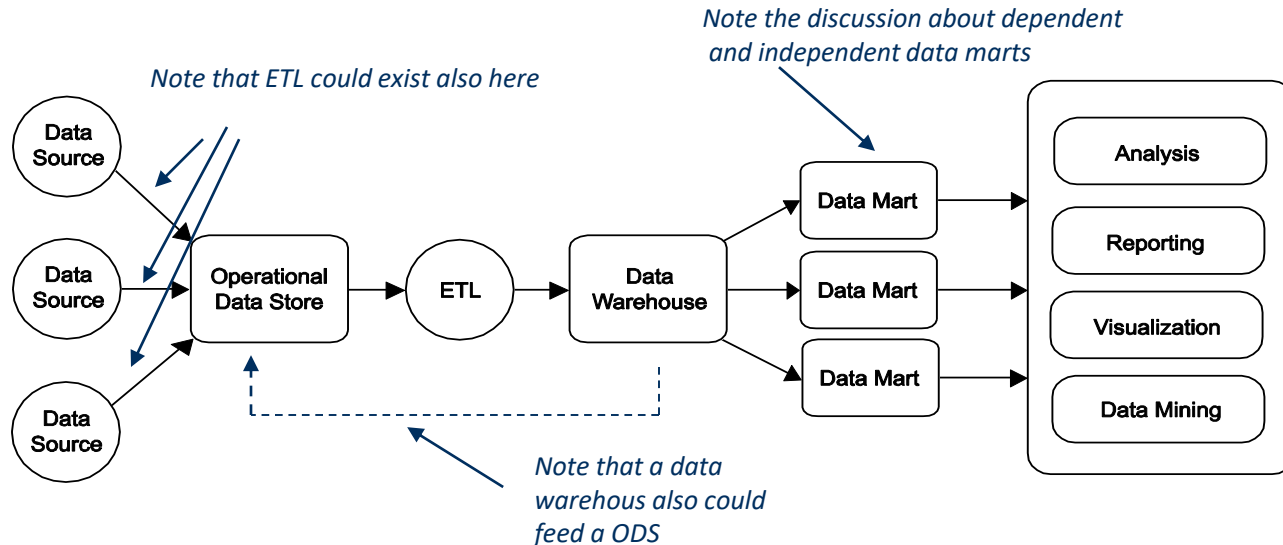 Note the discussion about dependent
and independent data marts
Note that ETL could exist also here
Data
Source
Data
Source
Data
Source
Operational
Data Store
ETL
Data
Warehouse
Data Mart
Data Mart
Data Mart
Analysis
Reporting
Visualization
Data Mining
Note that a data
warehous also could
feed a ODS